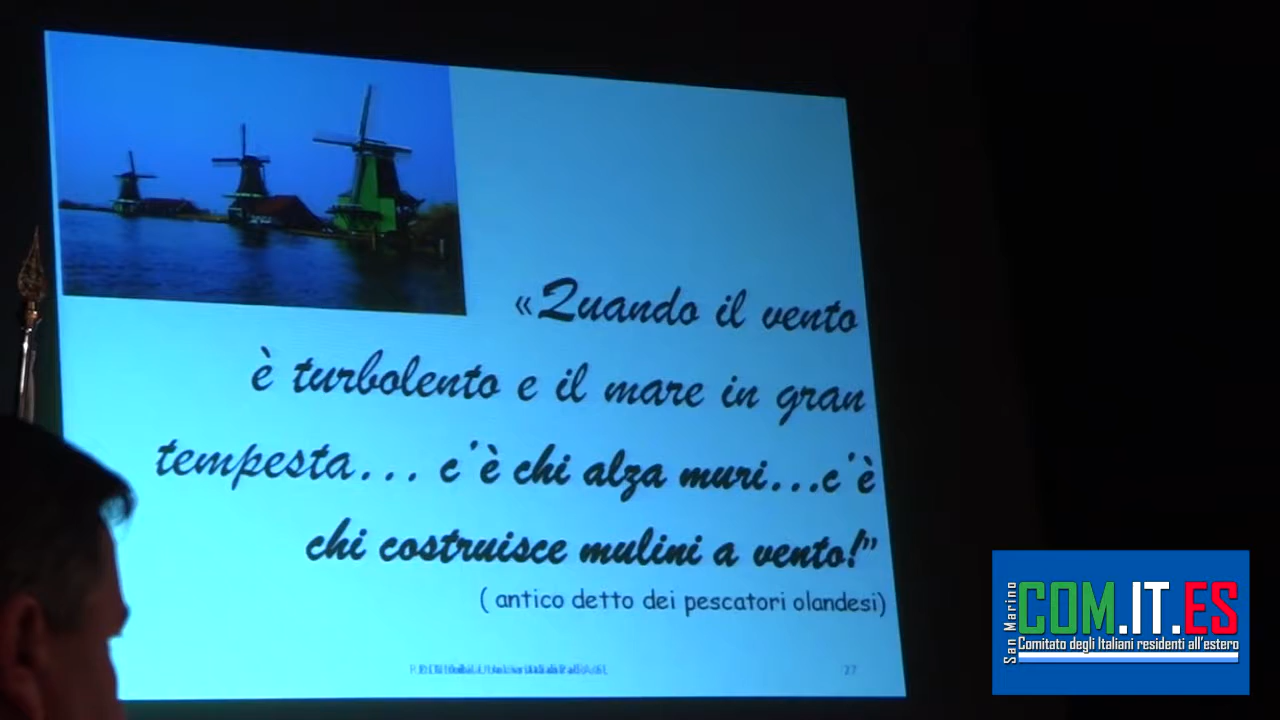 «Quando il vento
è turbolento e il mare in gran
tempesta... c'è chi alza muri...c'è
chi costruisce mulini a vento!”
( antico detto dei pescatori olandesi)
27
San Marino
COM.IT.ES
Comitato degli Italiani residenti all'estero